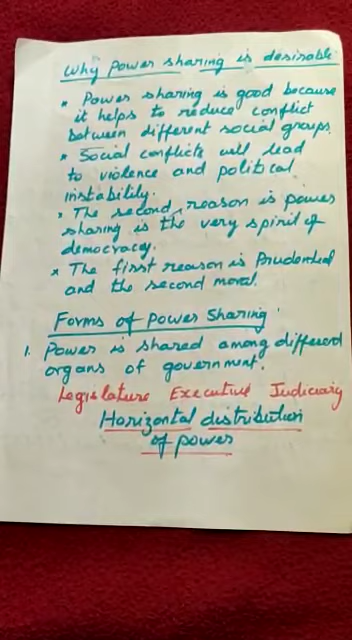 Why power sharing is desirable
* Power sharing is good because
it helps to reduce conflict
between different social groups.
* Social conflicts will lead
to violence and political
instability.
* The second reason is power
sharing is the very spirit of
democracy.
* The first reason is Prudential
and the second moral.
Forms of power sharing
1. Power is shared among different
organs of government.
Legislature Executive Judiciary
Horizontal distribution
of power